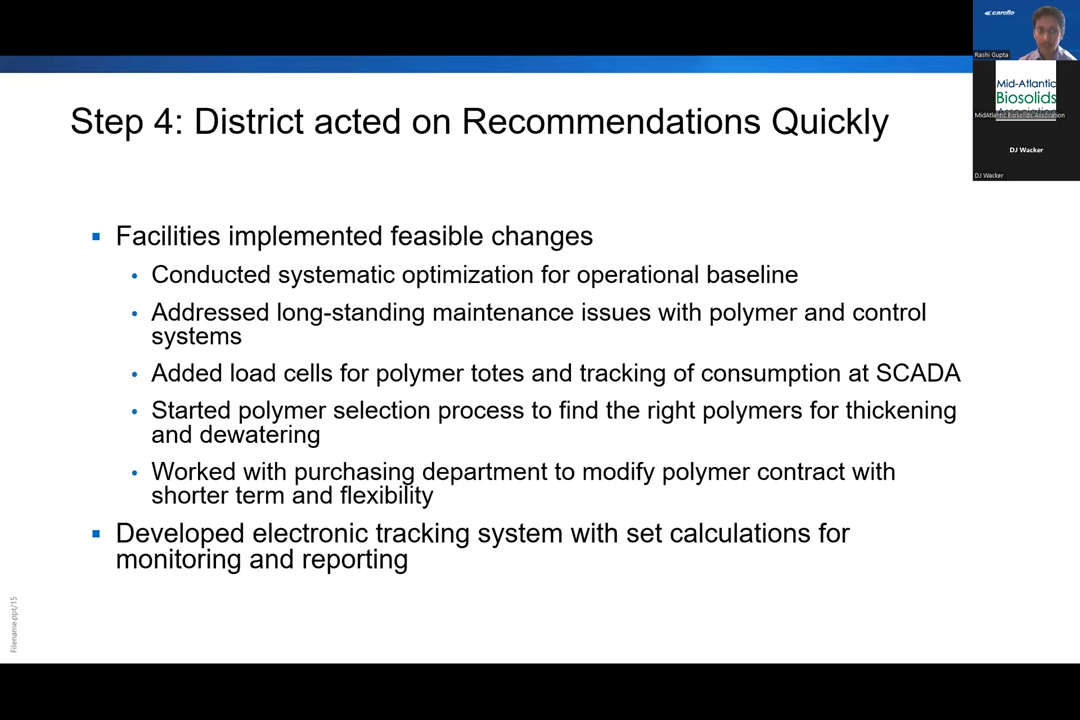 carollo
Rashi Gupta
Mid-Atlantic
Biosolids
Association
MidAtlantic Biosolids Association
DJ Wacker
DJ Wacker
Step 4: District acted on Recommendations Quickly
▪ Facilities implemented feasible changes
• Conducted systematic optimization for operational baseline
• Addressed long-standing maintenance issues with polymer and control
systems
• Added load cells for polymer totes and tracking of consumption at SCADA
• Started polymer selection process to find the right polymers for thickening
and dewatering
• Worked with purchasing department to modify polymer contract with
shorter term and flexibility
▪ Developed electronic tracking system with set calculations for
monitoring and reporting
Filename.ppt/15